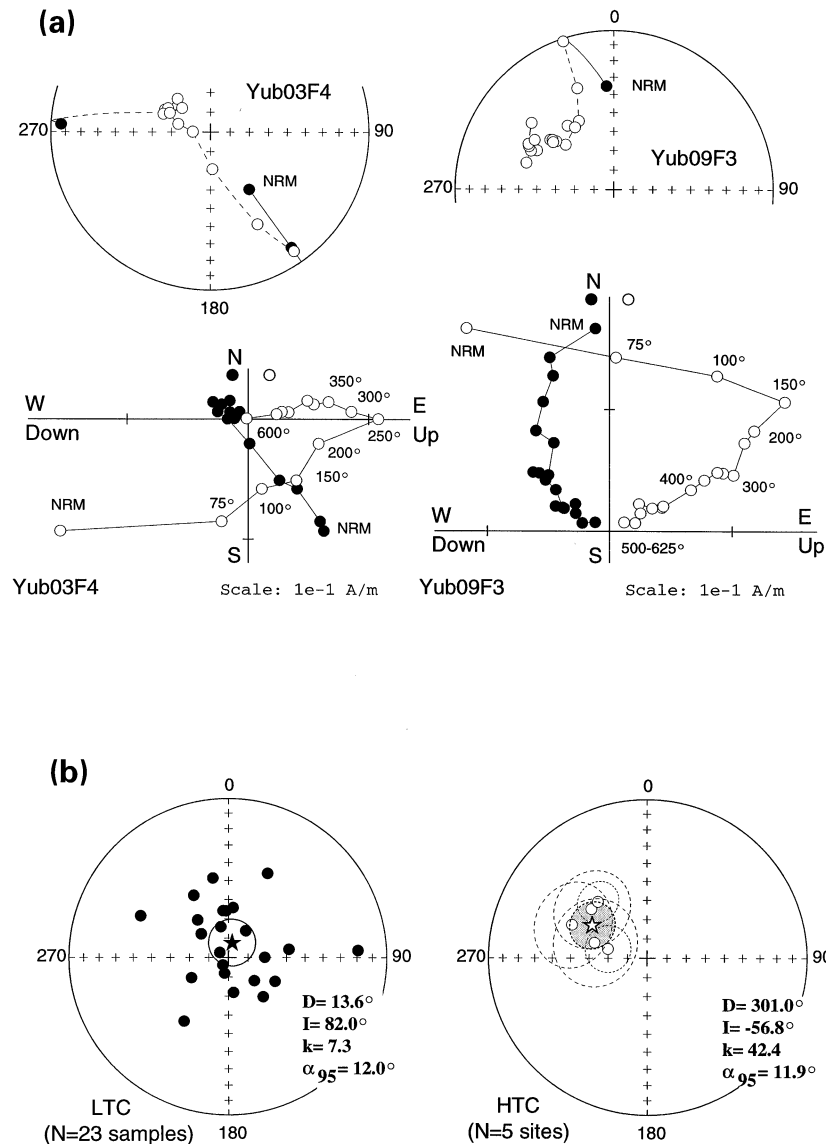 (a)
0
Yub03F4
NRM
270
90
NRM
180
NRM
Yub09F3
270
90
N
350°
300°
W
E
Down
600°
250°
Up
200°
150°
NRM
75°
100°
NRM
S
Yub03F4
Scale: 1e-1 A/m
N
NRM
NRM
75°
100°
150°
200°
400°
300°
W
E
Down
S
500-625°
Up
Yub09F3
Scale: 1e-1 A/m
(b)
0
270
90
D= 13.6°
I= 82.0°
k= 7.3
α95= 12.0°
LTC
(N=23 samples)
180
0
270
90
D= 301.0°
I= -56.8°
k= 42.4
α95= 11.9°
HTC
(N=5 sites)
180